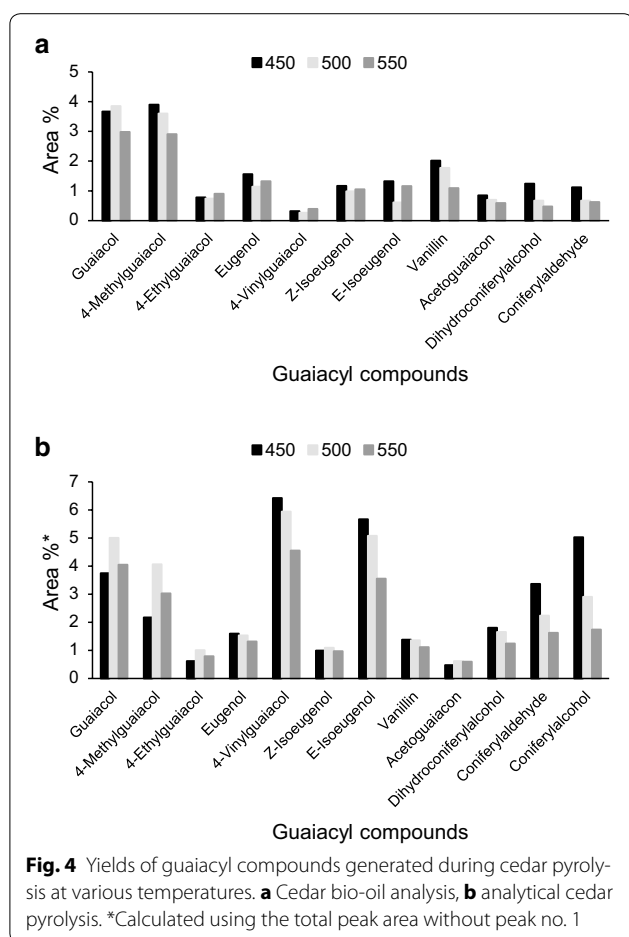 a
450 500 550
5
4
3
2
1
0
Area %
Guaiacol
4-Methylguaiacol
4-Ethylguaiacol
Eugenol
4-Vinylguaiacol
Z-Isoeugenol
E-Isoeugenol
Vanillin
Acetoguaiacon
Dihydroconiferylalcohol
Coniferylaldehyde
Guaiacyl compounds
b
450 500 550
7
6
5
4
3
2
1
0
Area %*
Guaiacol
4-Methylguaiacol
4-Ethylguaiacol
Eugenol
4-Vinylguaiacol
Z-Isoeugenol
E-Isoeugenol
Vanillin
Acetoguaiacon
Dihydroconiferylalcohol
Coniferylaldehyde
Coniferylalcohol
Guaiacyl compounds
Fig. 4 Yields of guaiacyl compounds generated during cedar pyroly-
sis at various temperatures. a Cedar bio-oil analysis, b analytical cedar
pyrolysis. *Calculated using the total peak area without peak no. 1